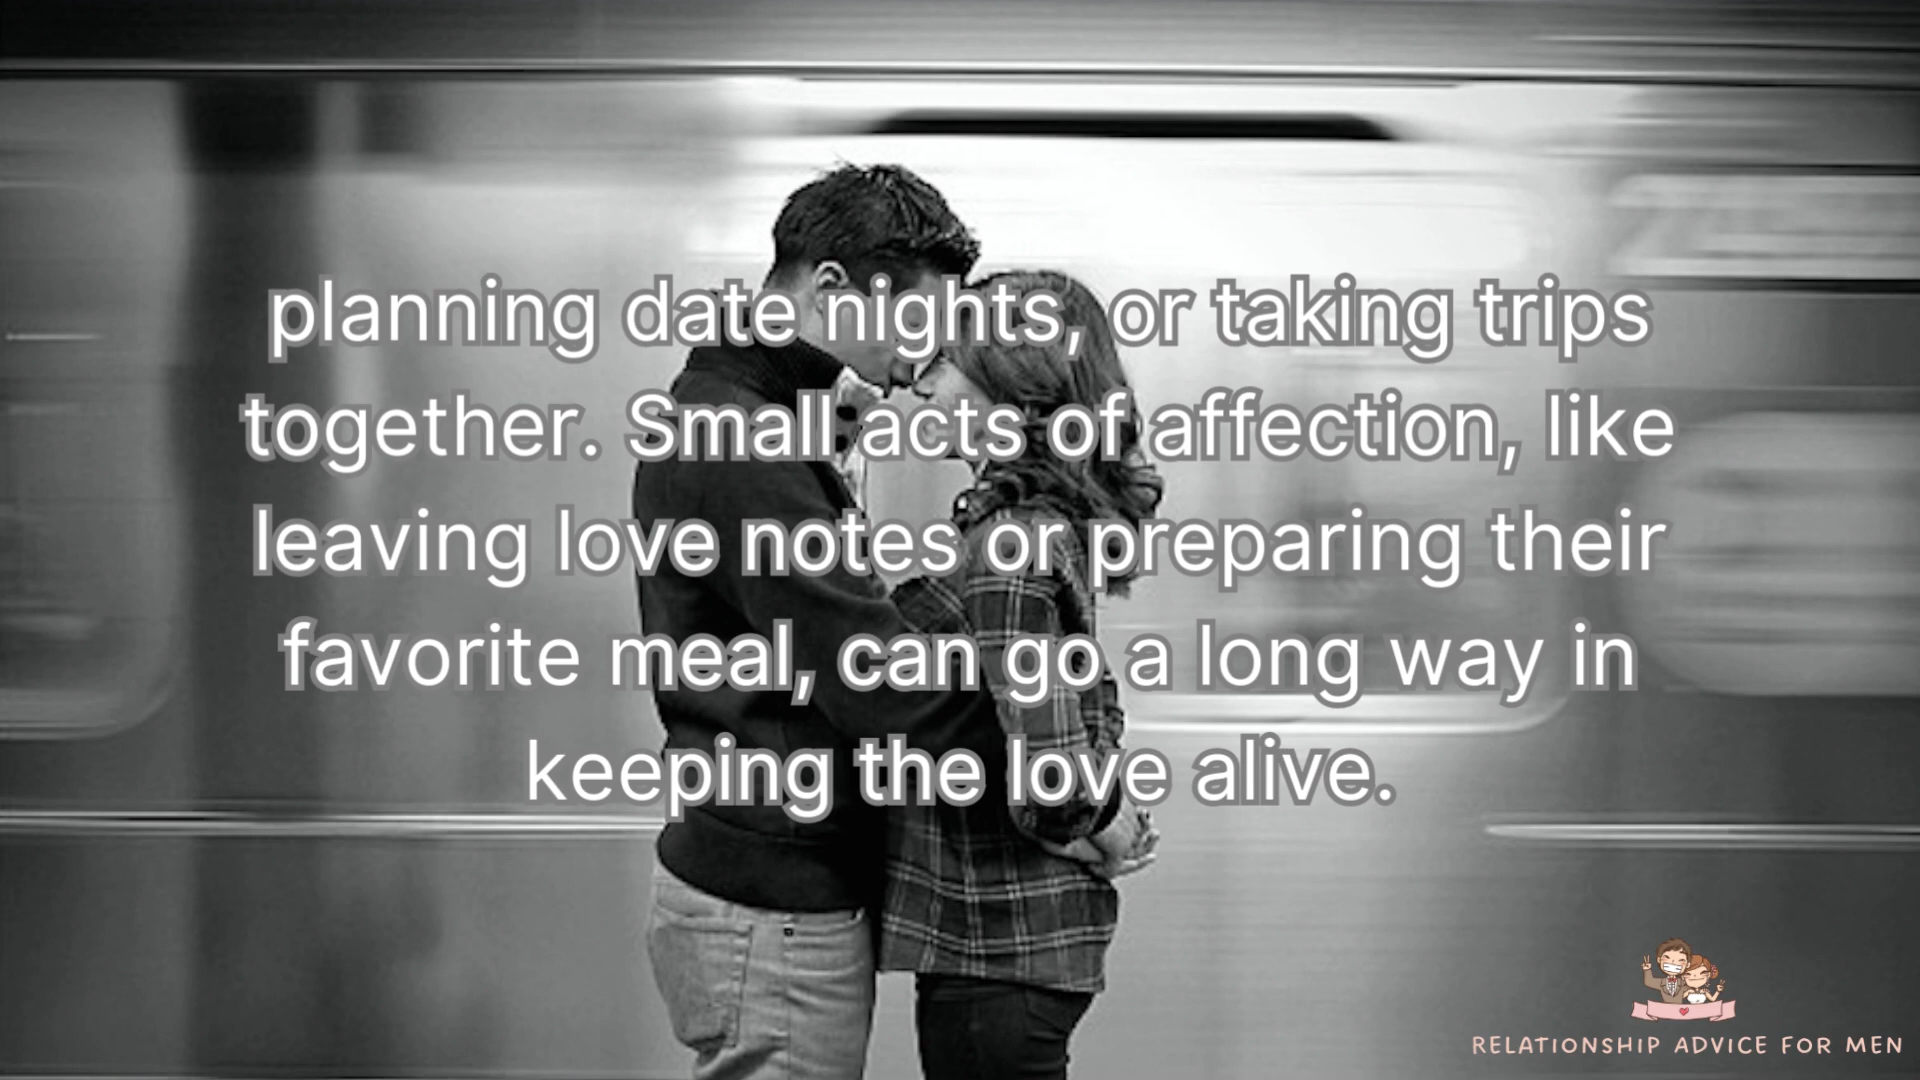 planning date nights, or taking trips
together. Small acts of affection, like
leaving love notes or preparing their
favorite meal, can go a long way in
keeping the love alive.
RELATIONSHIP ADVICE FOR MEN